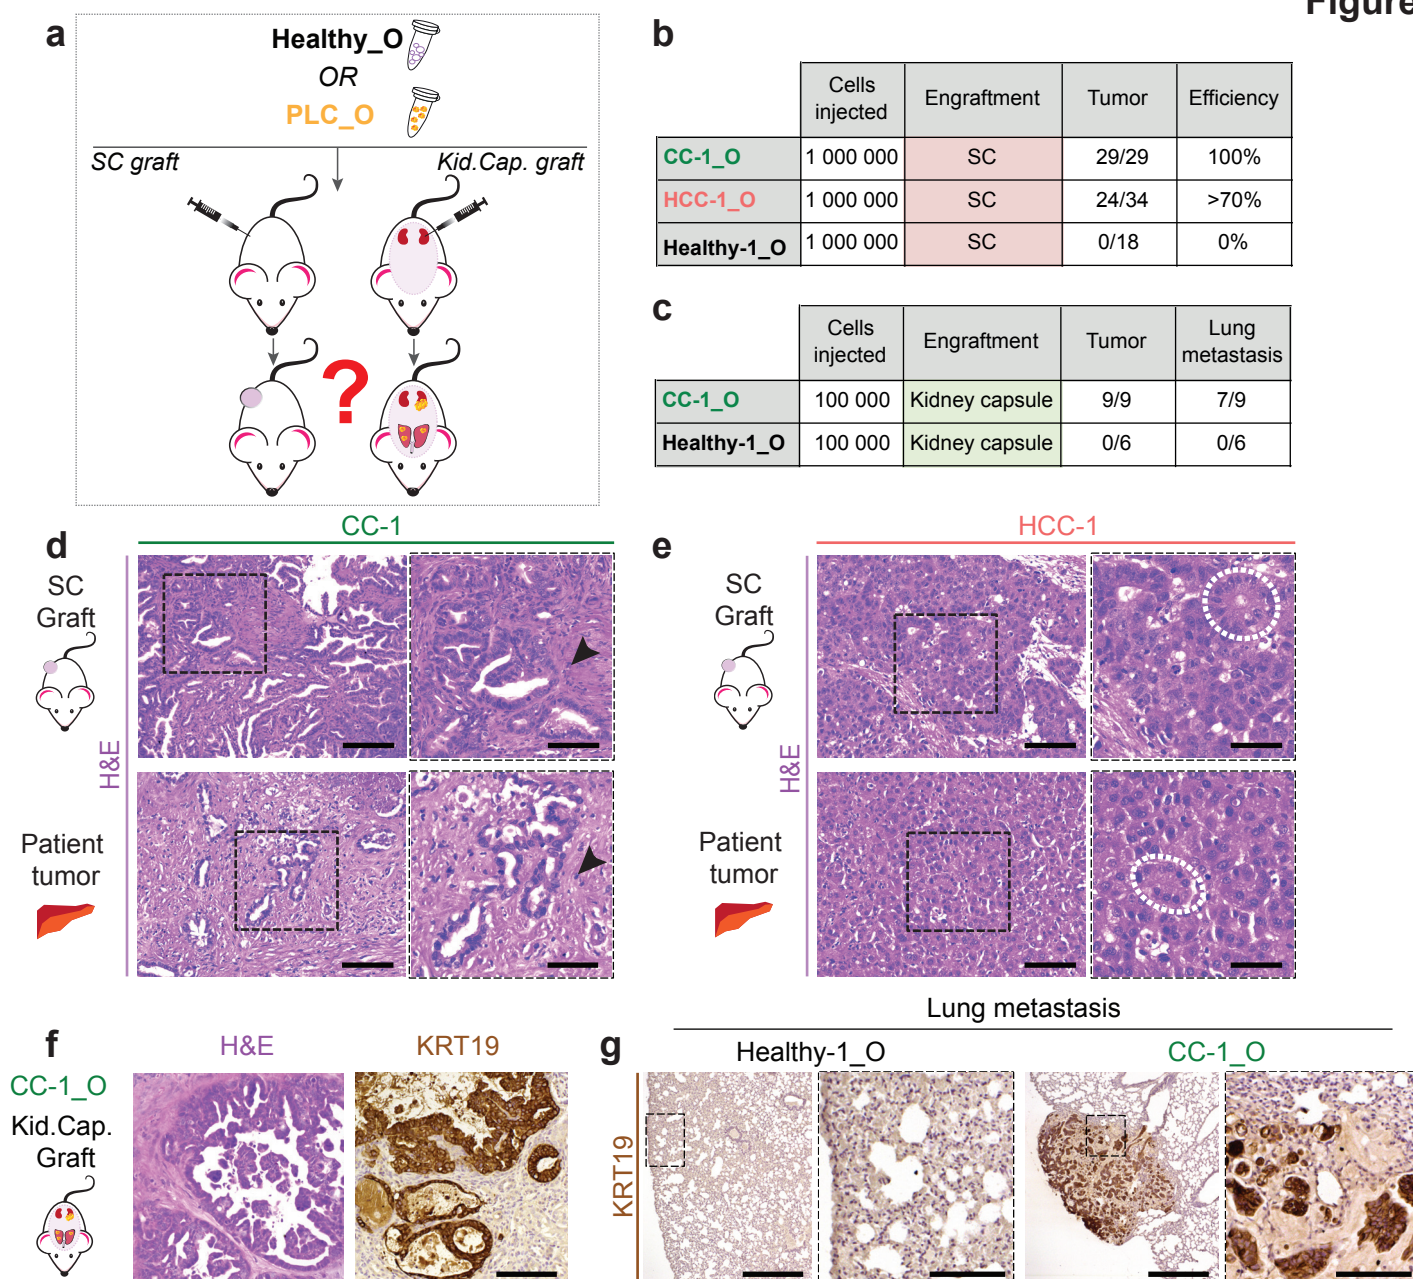 Figure
a
Healthy_O
OR
PLC_O
SC graft
Kid.Cap. graft
?
b
Cells injected Engraftment Tumor Efficiency
CC-1_O 1 000 000 SC 29/29 100%
HCC-1_O 1 000 000 SC 24/34 >70%
Healthy-1_O 1 000 000 SC 0/18 0%
c
Cells injected Engraftment Tumor Lung metastasis
CC-1_O 100 000 Kidney capsule 9/9 7/9
Healthy-1_O 100 000 Kidney capsule 0/6 0/6
d
CC-1
SC
Graft
H&E
Patient
tumor
e
HCC-1
SC
Graft
H&E
Patient
tumor
f
H&E
KRT19
CC-1_O
Kid.Cap.
Graft
g
Lung metastasis
Healthy-1_O
CC-1_O
KRT19